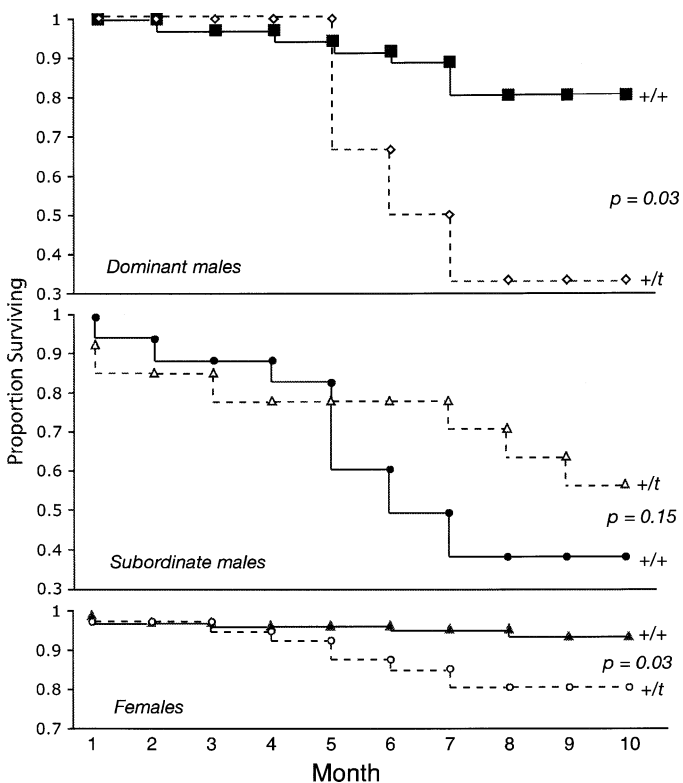 1
0.9
0.8
0.7
0.6
0.5
0.4
0.3
+/+
p = 0.03
+/t
Dominant males
Proportion Surviving
1
0.9
0.8
0.7
0.6
0.5
0.4
0.3
+/t
p = 0.15
+/+
Subordinate males
1
0.9
0.8
0.7
+/+
p = 0.03
+/t
Females
1 2 3 4 5 6 7 8 9 10
Month